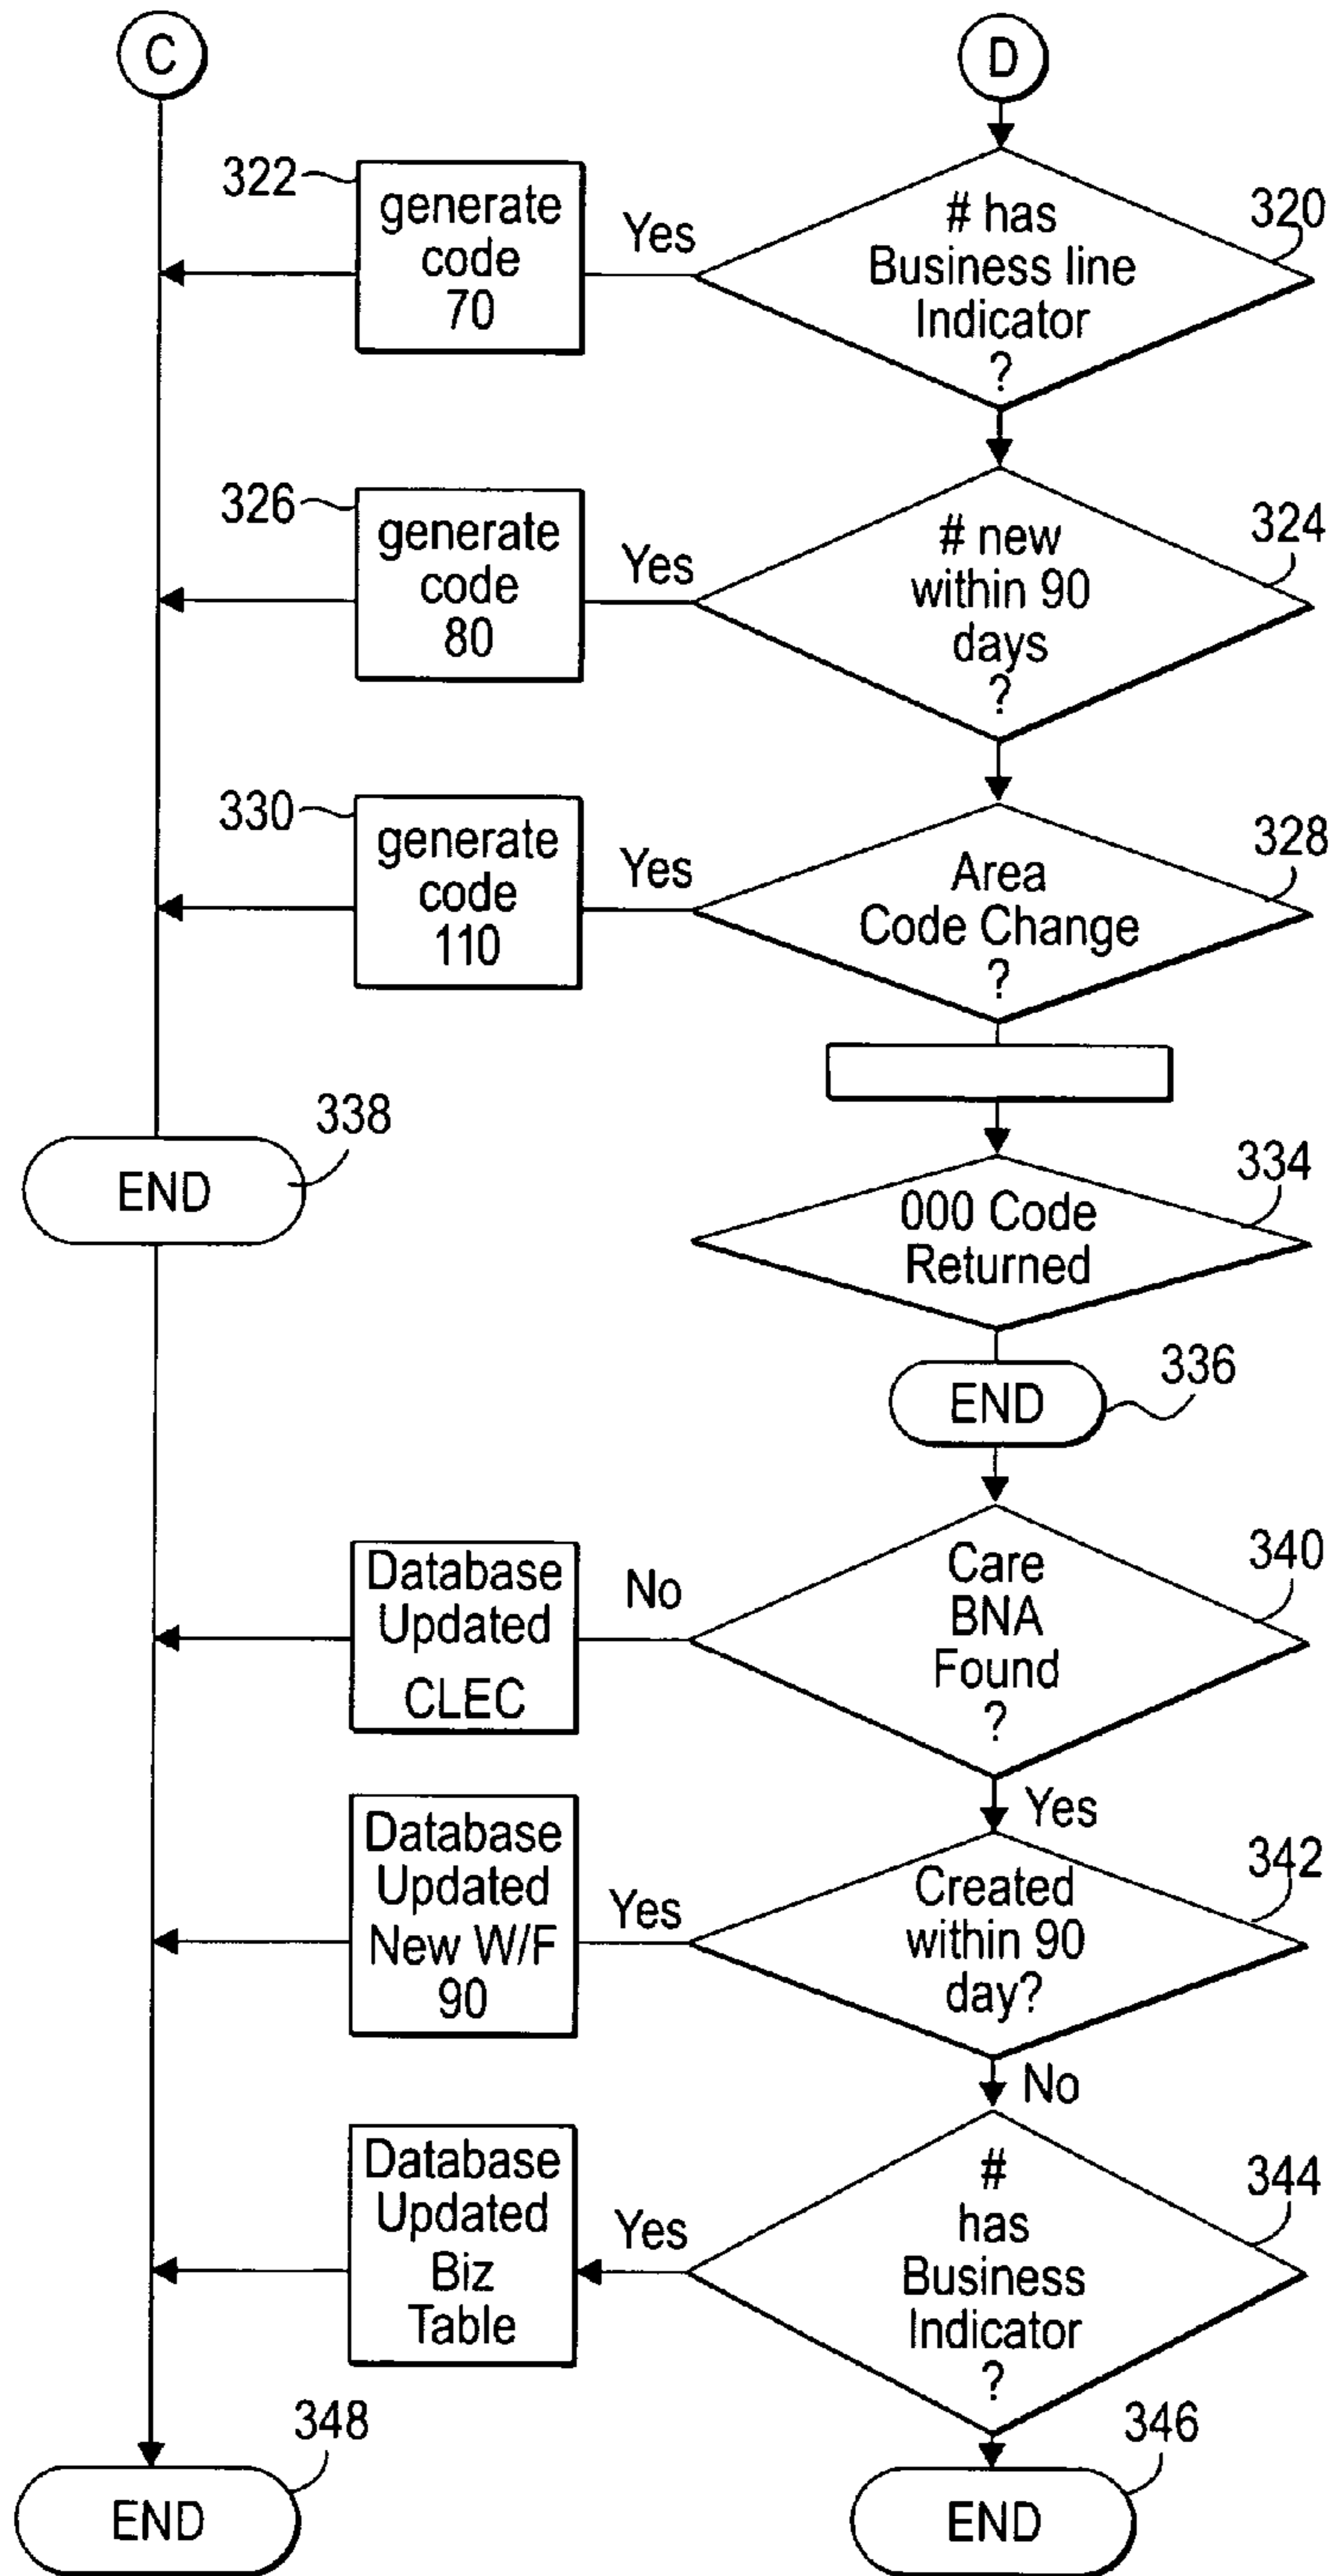 C
D
322
generate
code
70
Yes
# has
Business line
Indicator
?
320
326
generate
code
80
Yes
# new
within 90
days
?
324
330
generate
code
110
Yes
Area
Code Change
?
328
END
338
000 Code
Returned
334
END
336
Database
Updated
CLEC
No
Care
BNA
Found
?
340
Yes
Database
Updated
New W/F
90
Yes
Created
within 90
day?
342
No
Database
Updated
Biz
Table
Yes
#
has
Business
Indicator
?
344
END
348
END
346